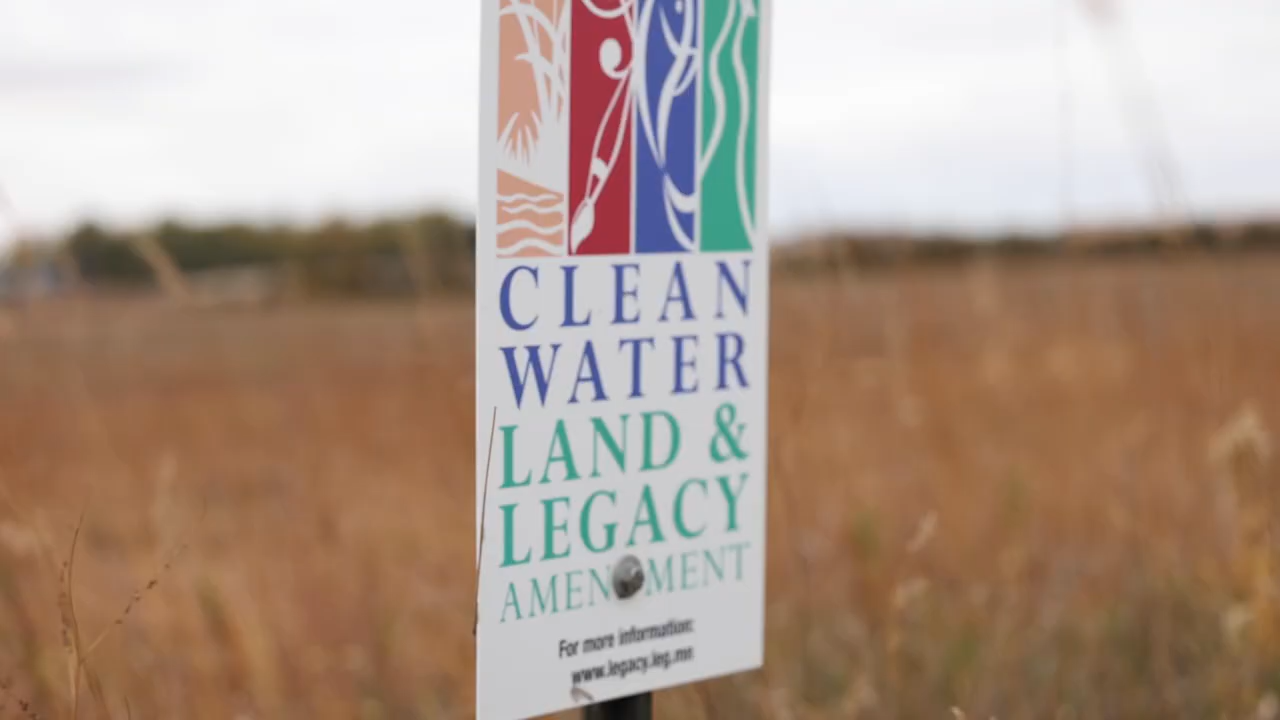 CLEAN
WATER
LAND &
LEGACY
AMENDMENT
For more information:
www.legacy.leg.mn